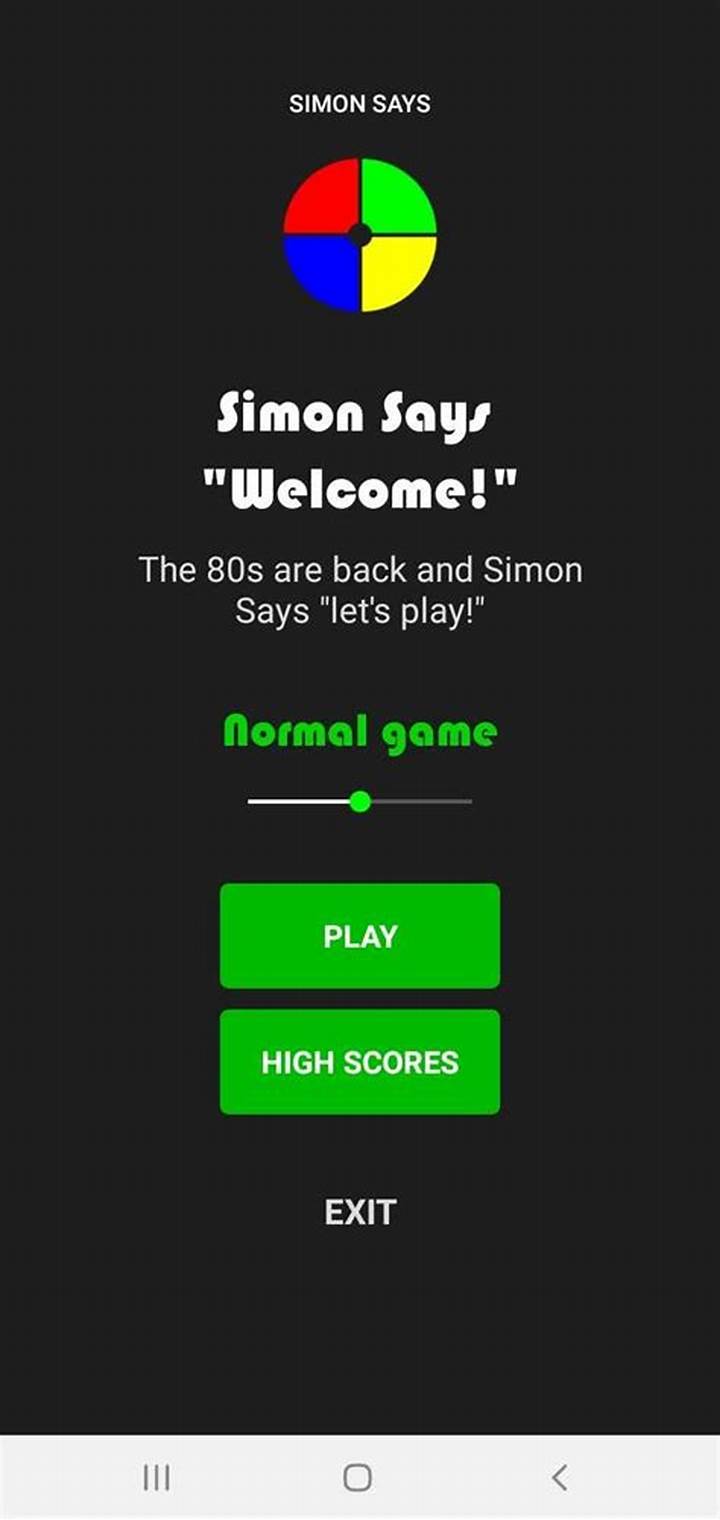 SIMON SAYS
Simon Says
"Welcome!"
The 80s are back and Simon
Says "let's play!"
Normal game
PLAY
HIGH SCORES
EXIT